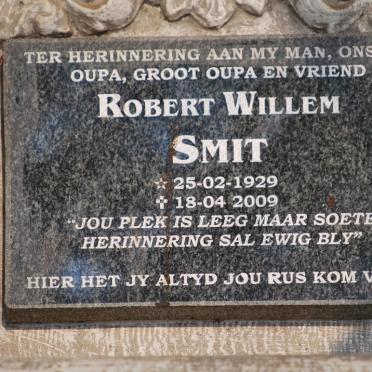 TER HERINNERING AAN MY MAN, ONS
OUPA, GROOT OUPA EN VRIEND
ROBERT WILLEM
SMIT
☆ 25-02-1929
✝ 18-04 2009
"JOU PLEK IS LEEG MAAR SOETE
HERINNERING SAL EWIG BLY"
HIER HET JY ALTYD JOU RUS KOM V